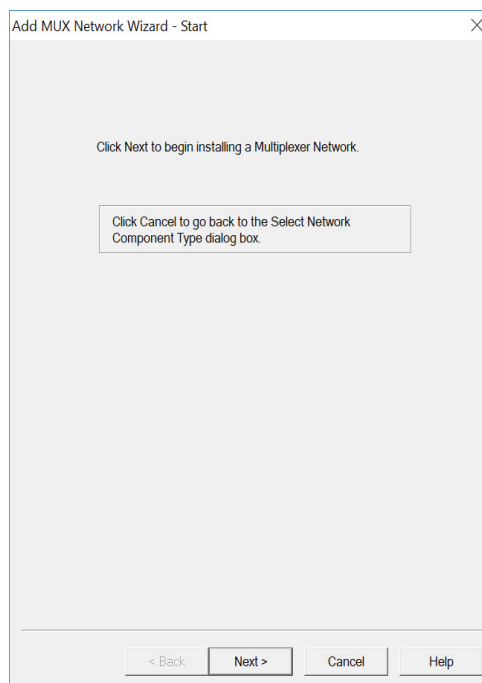 Add MUX Network Wizard - Start
Click Next to begin installing a Multiplexer Network.
Click Cancel to go back to the Select Network
Component Type dialog box.
< Back Next > Cancel Help